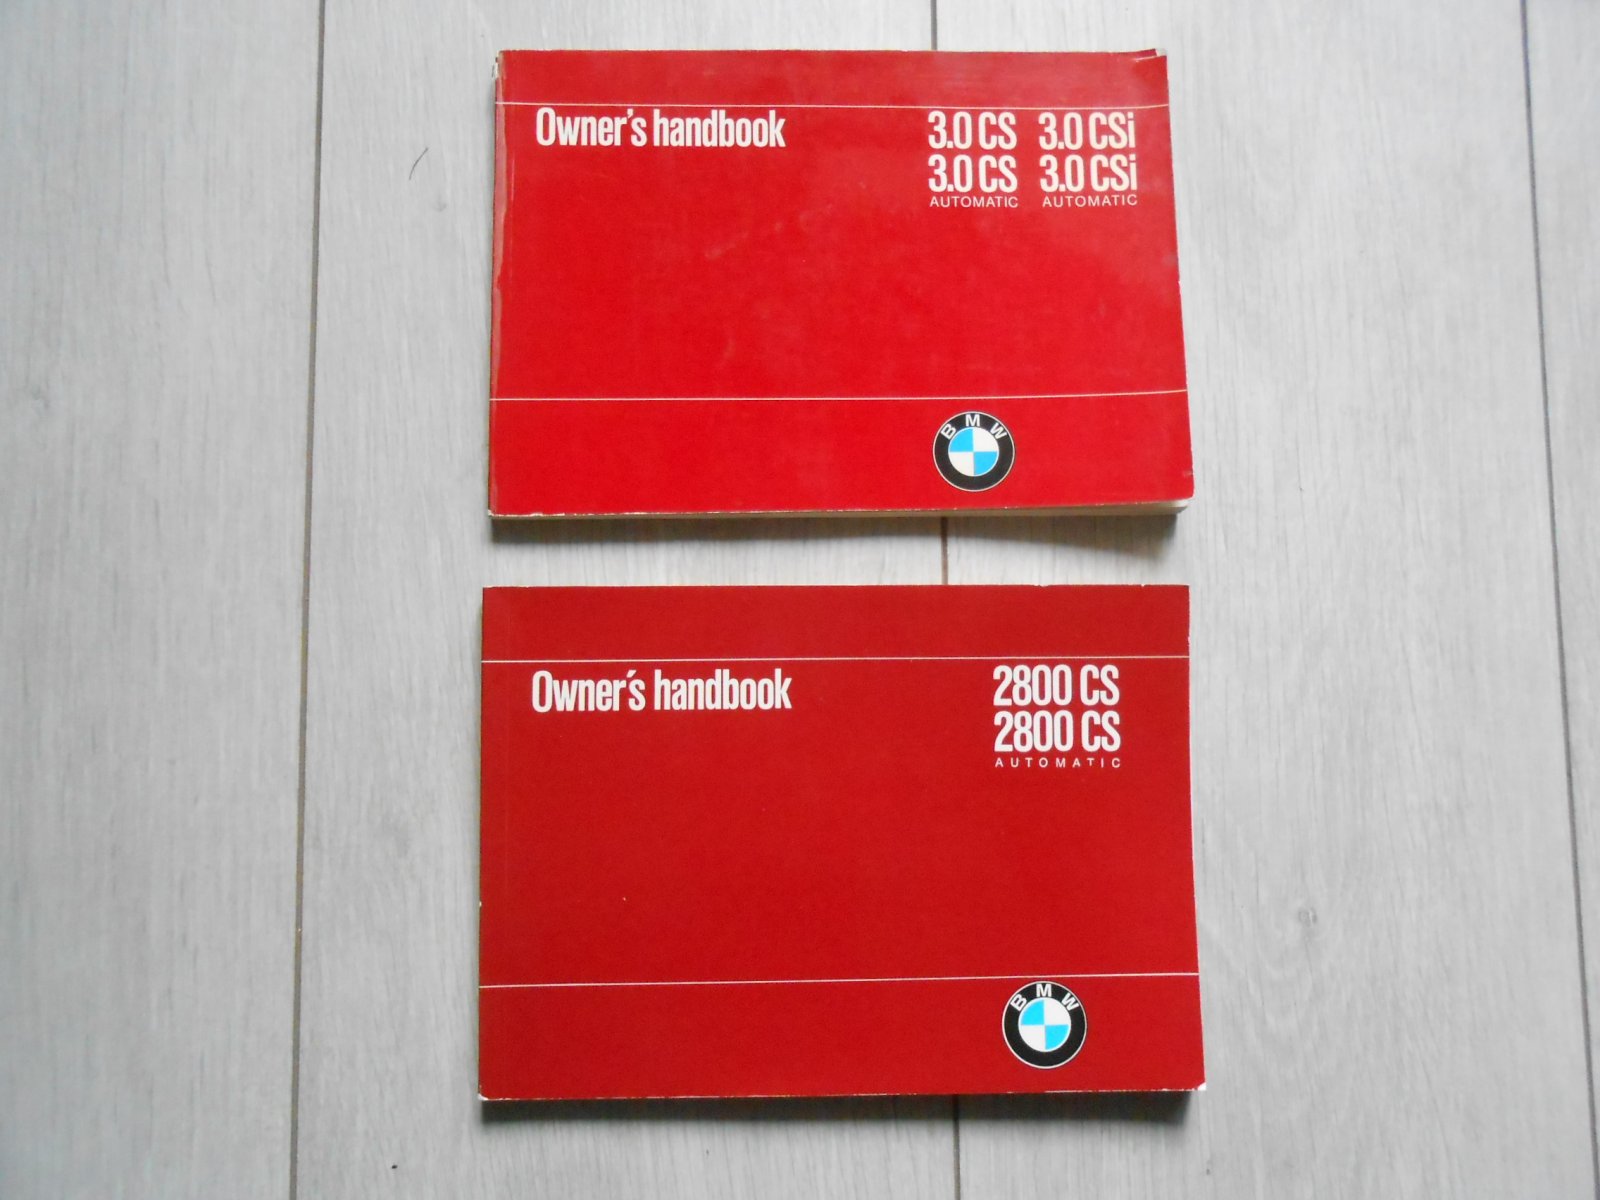 Owner's handbook
3.0 CS 3.0 CSi
3.0 CS 3.0 CSi
AUTOMATIC AUTOMATIC
BMW
Owner's handbook
2800 CS
2800 CS
AUTOMATIC
BMW